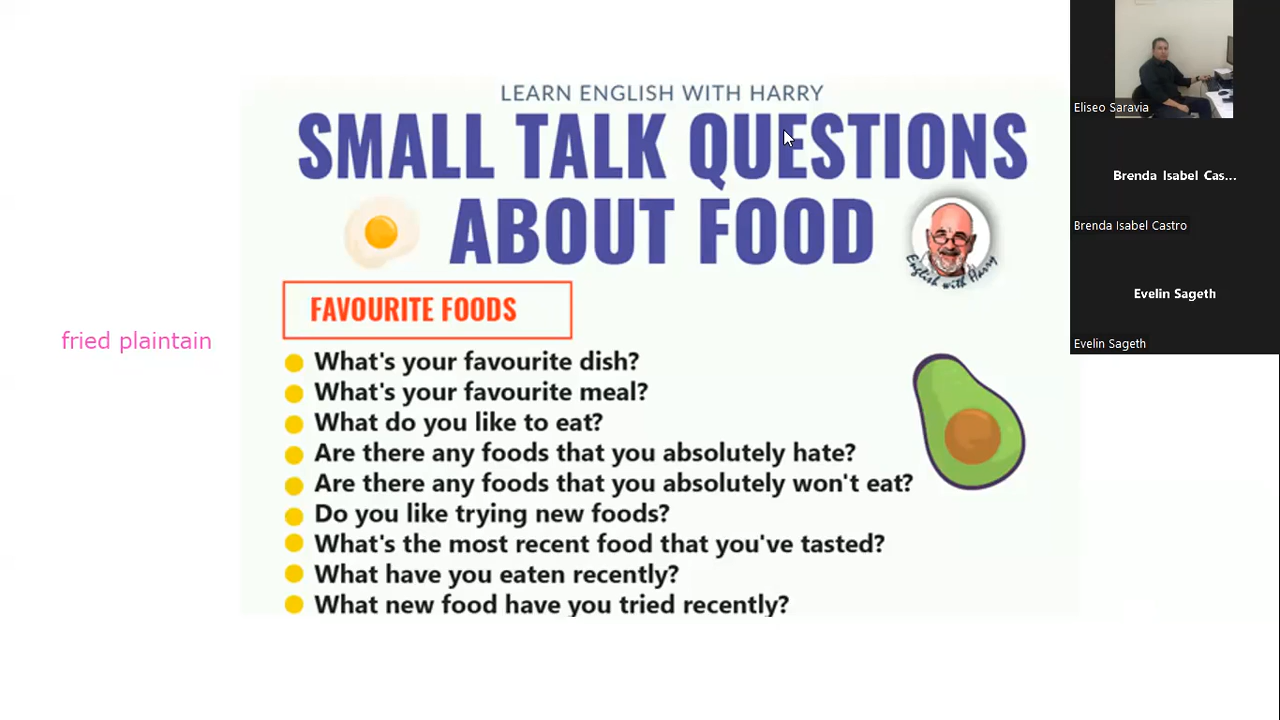 LEARN ENGLISH WITH HARRY
SMALL TALK QUESTIONS
ABOUT FOOD
English with Harry
FAVOURITE FOODS
fried plaintain
What's your favourite dish?
What's your favourite meal?
What do you like to eat?
Are there any foods that you absolutely hate?
Are there any foods that you absolutely won't eat?
Do you like trying new foods?
What's the most recent food that you've tasted?
What have you eaten recently?
What new food have you tried recently?
Eliseo Saravia
Brenda Isabel Cas...
Brenda Isabel Castro
Evelin Sageth
Evelin Sageth